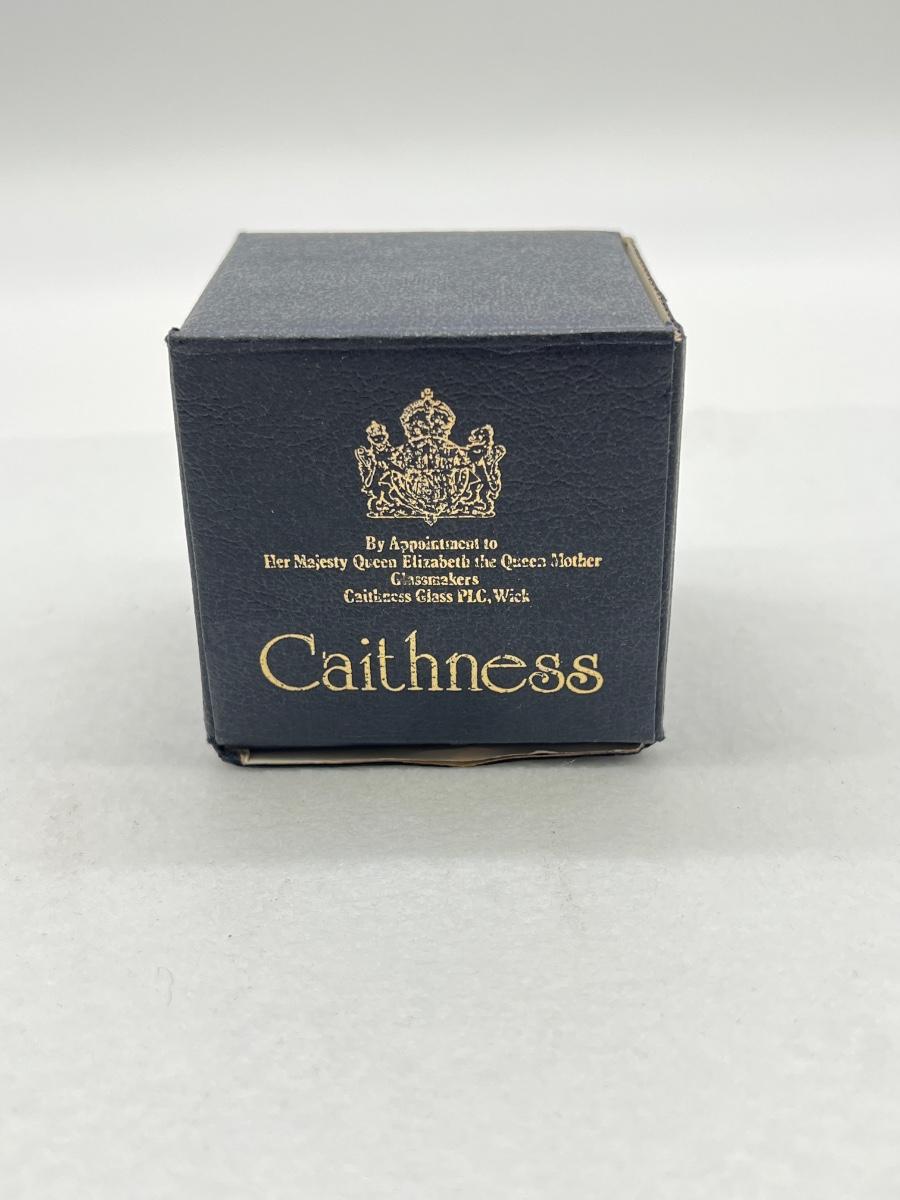 By Appointment to
Her Majesty Queen Elizabeth the Queen Mother
Glassmakers
Caithness Glass PLC, Wick
Caithness